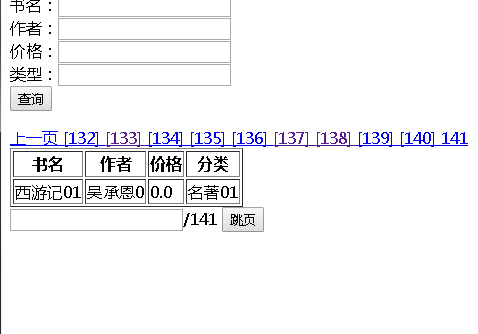 书名：
作者：
价格：
类型：
查询
上一页 [132] [133] [134] [135] [136] [137] [138] [139] [140] 141
书名 作者 价格 分类
西游记01 吴承恩0 0.0 名著01
/141 跳页